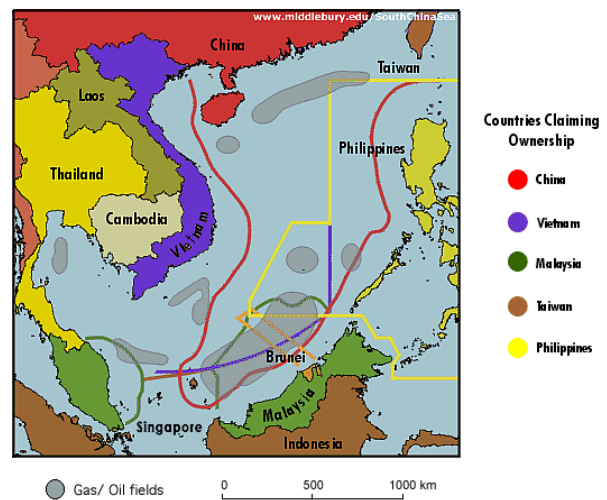 www.middlebury.edu/SouthChinaSea
China
Taiwan
Laos
Philippines
Thailand
Cambodia
Vietnam
Brunei
Malaysia
Singapore
Indonesia
Countries Claiming
Ownership
China
Vietnam
Malaysia
Taiwan
Philippines
Gas/ Oil fields
0 500 1000 km